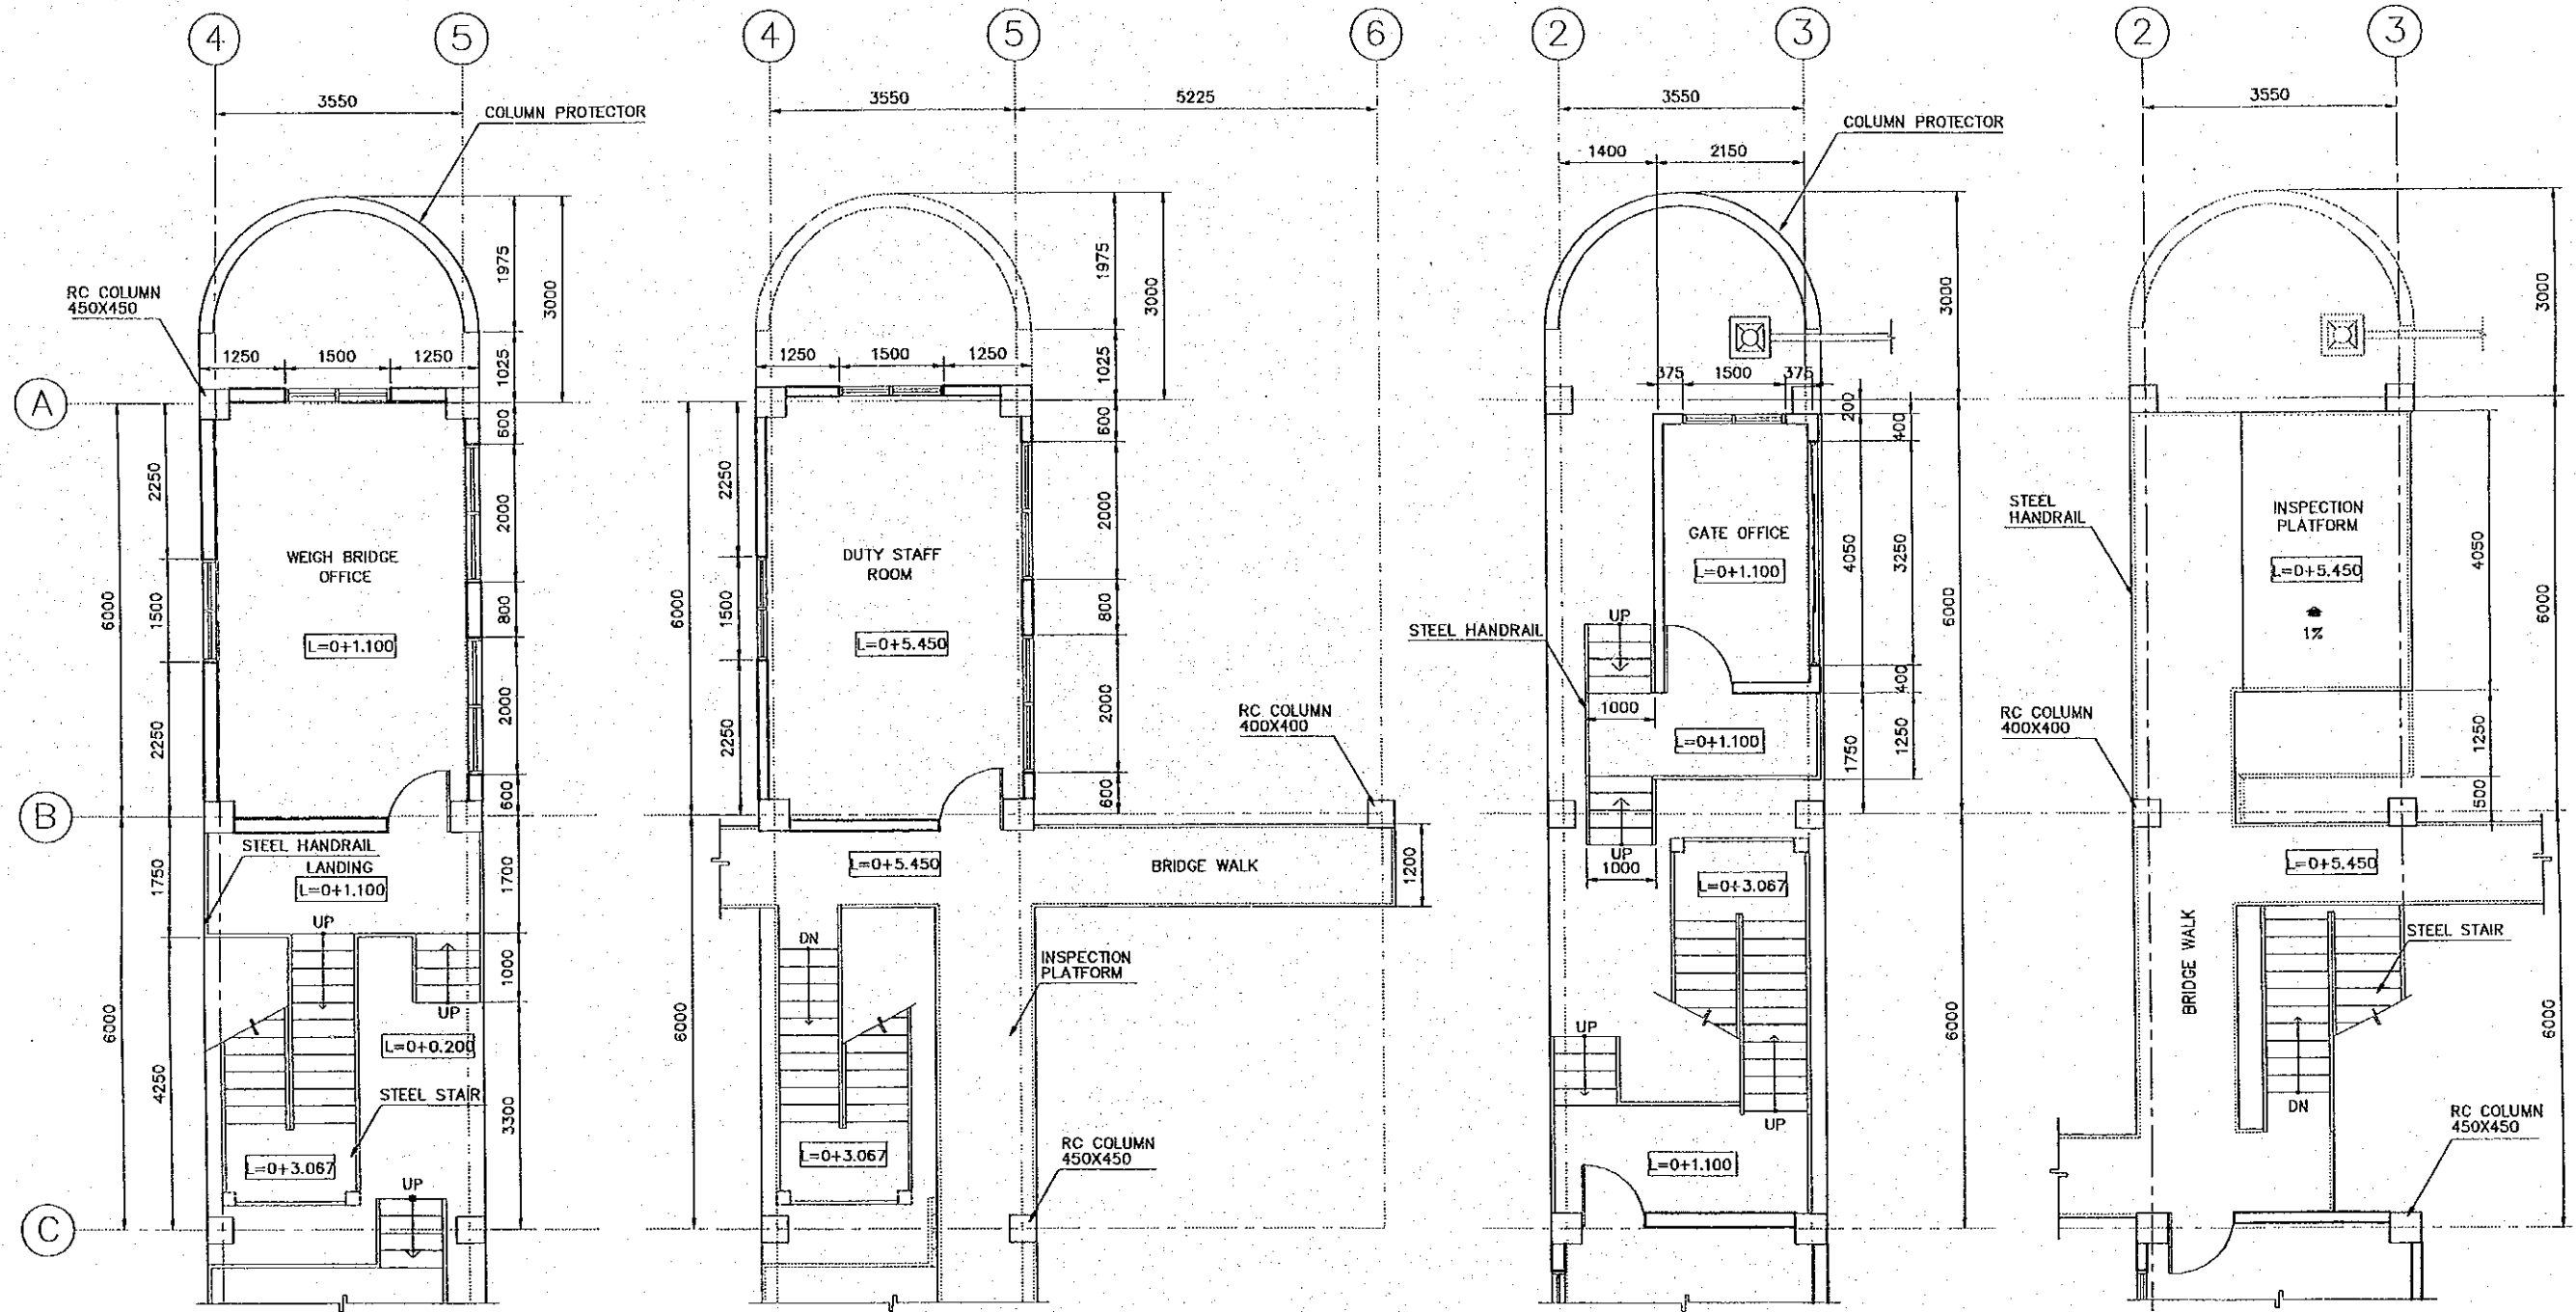 4
5
3550
COLUMN PROTECTOR
RC COLUMN
450X450
1975
3000
1250
1500
1250
1025
A
600
2250
2000
WEIGH BRIDGE
OFFICE
6000
1500
800
L=0+1.100
2250
2000
600
B
STEEL HANDRAIL
LANDING
L=0+1.100
1750
1700
UP
1000
UP
L=0+0.200
6000
4250
STEEL STAIR
3300
L=0+3.067
UP
C
4
5
6
3550
5225
1975
3000
1250
1500
1250
1025
600
2250
2000
DUTY STAFF
ROOM
6000
1500
800
L=0+5.450
2250
2000
RC COLUMN
400X400
600
L=0+5.450
BRIDGE WALK
1200
DN
INSPECTION
PLATFORM
6000
L=0+3.067
RC COLUMN
450X450
2
3
3550
COLUMN PROTECTOR
1400
2150
3000
375
1500
375
200
400
GATE OFFICE
L=0+1.100
4050
3250
6000
UP
STEEL HANDRAIL
400
1000
L=0+1.100
1750
1250
UP
1000
L=0+3.067
UP
6000
UP
L=0+1.100
2
3
3550
3000
STEEL
HANDRAIL
INSPECTION
PLATFORM
L=0+5.450
1%
4050
6000
RC COLUMN
400X400
1250
500
L=0+5.450
BRIDGE WALK
STEEL STAIR
6000
DN
RC COLUMN
450X450